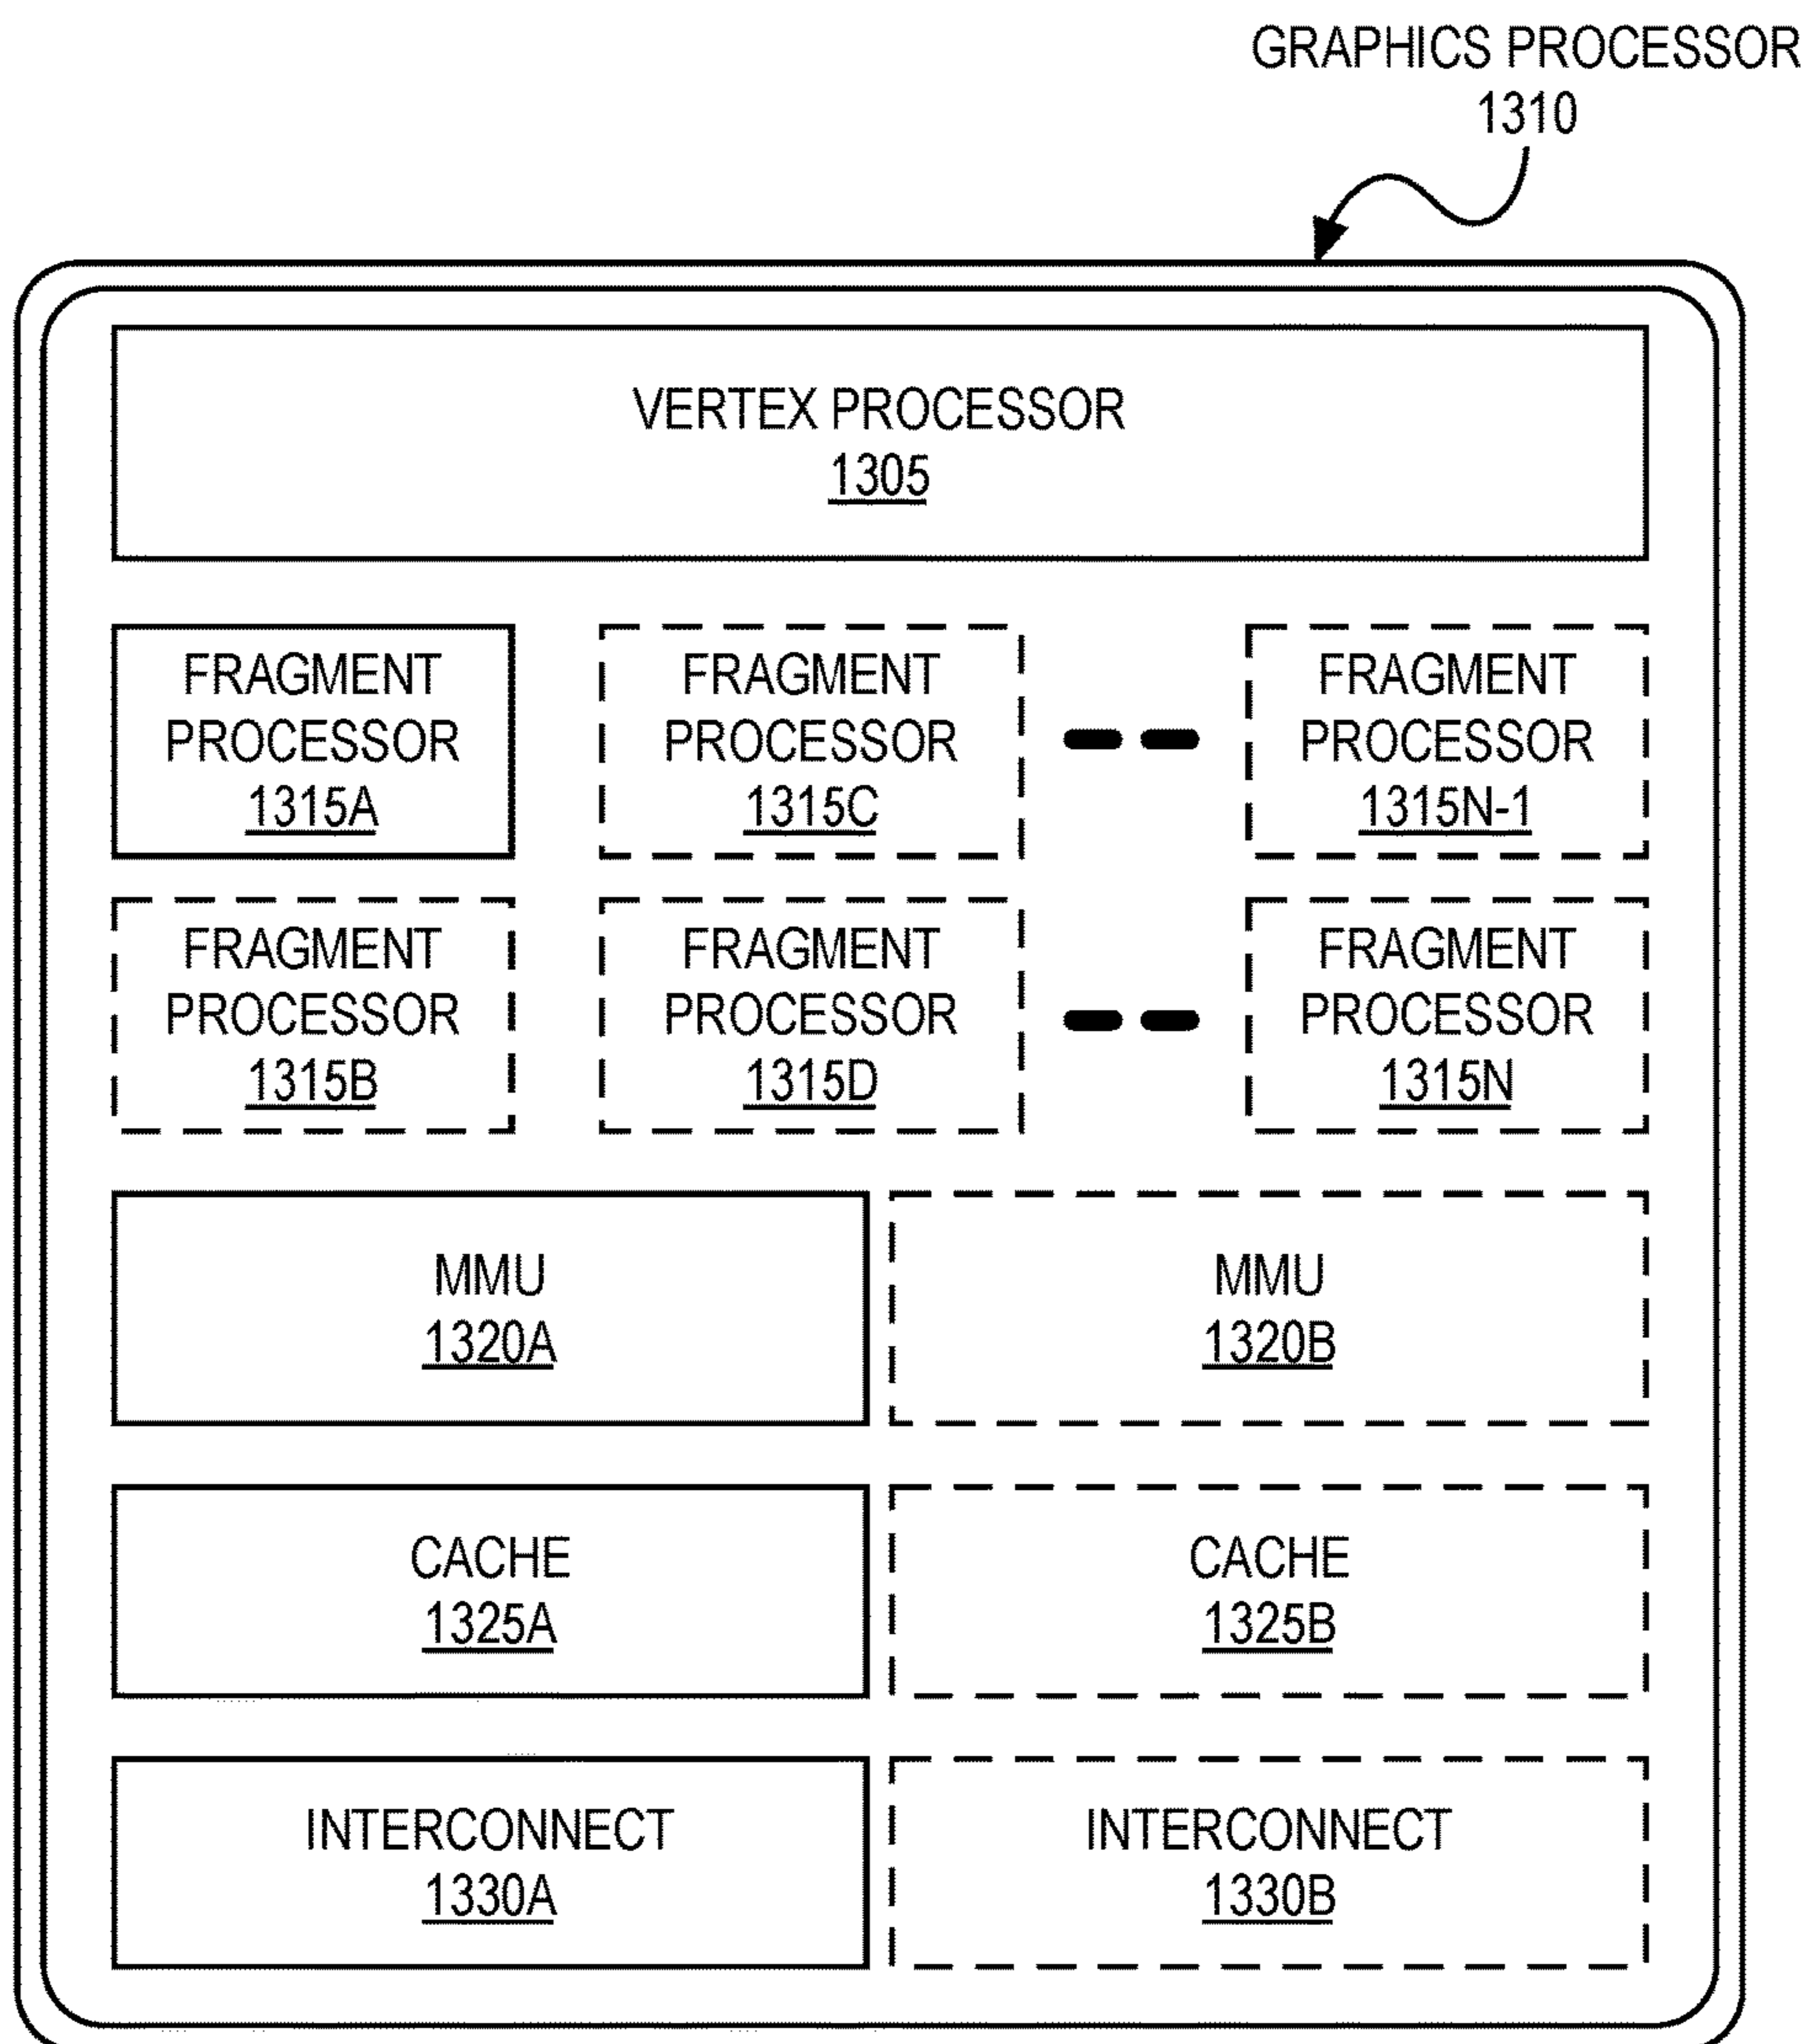 GRAPHICS PROCESSOR
1310
VERTEX PROCESSOR
1305
FRAGMENT
PROCESSOR
1315A
FRAGMENT
PROCESSOR
1315C
FRAGMENT
PROCESSOR
1315N-1
FRAGMENT
PROCESSOR
1315B
FRAGMENT
PROCESSOR
1315D
FRAGMENT
PROCESSOR
1315N
MMU
1320A
MMU
1320B
CACHE
1325A
CACHE
1325B
INTERCONNECT
1330A
INTERCONNECT
1330B